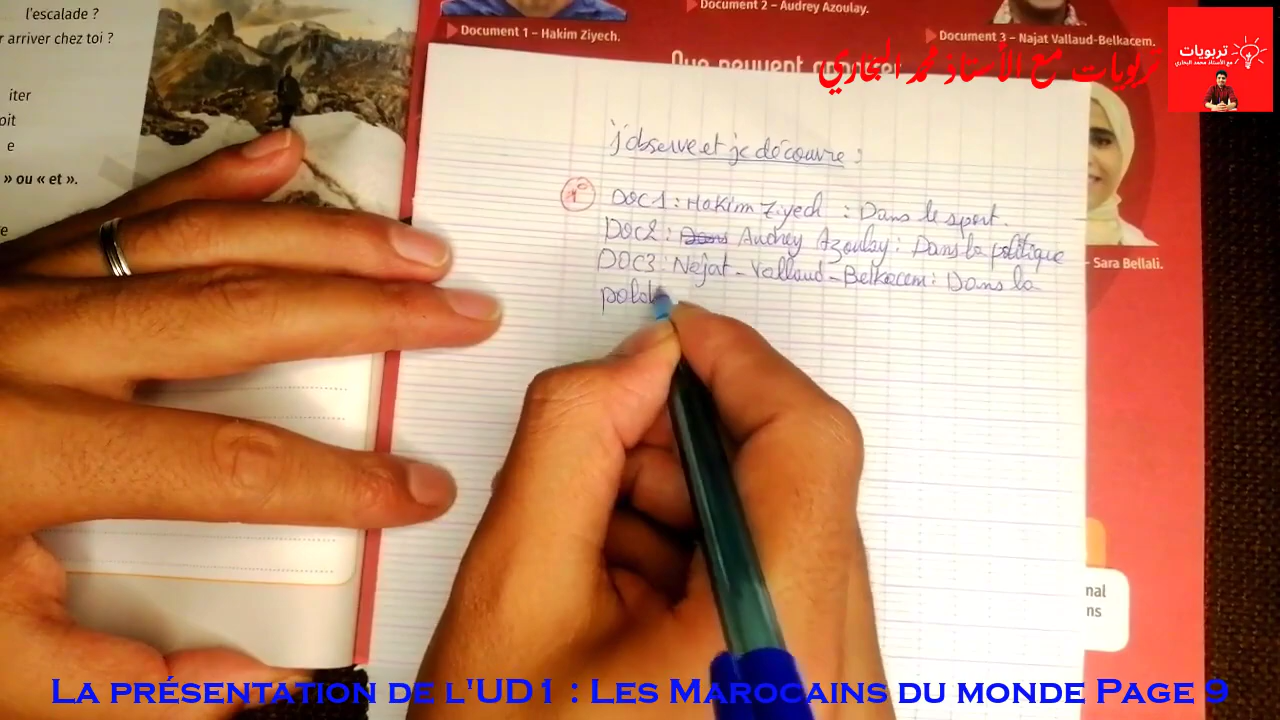 l'escalade ?
r arriver chez toi ?
iter
oit
e
» ou « et ».
Document 1 – Hakim Ziyech.
Document 2 – Audrey Azoulay.
Document 3 – Najat Vallaud-Belkacem.
Que peuvent
تربويات مع الأستاذ محمد البخاري
تربويات
مع الأستاذ محمد البخاري
j'observe et je découvre :
1°
DOC1 : Hakim Ziyech : Dans le sport.
DOC2 : Audrey Azoulay : Dans la politique
DOC3 : Najat - Vallaud - Belkacem : Dans la
– Sara Bellali.
nal
ns
La présentation de l'UD1 : Les Marocains du monde Page 9